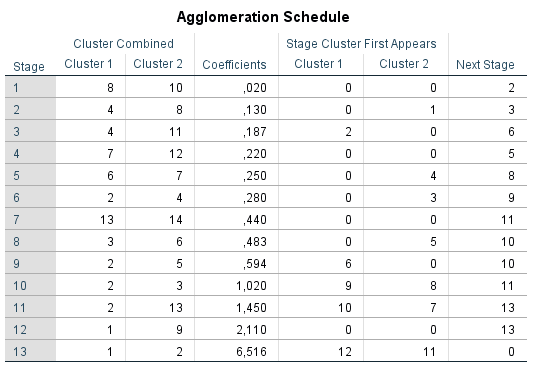 Agglomeration Schedule
Cluster Combined Stage Cluster First Appears
Stage Cluster 1 Cluster 2 Coefficients Cluster 1 Cluster 2 Next Stage
1 8 10 ,020 0 0 2
2 4 8 ,130 0 1 3
3 4 11 ,187 2 0 6
4 7 12 ,220 0 0 5
5 6 7 ,250 0 4 8
6 2 4 ,280 0 3 9
7 13 14 ,440 0 0 11
8 3 6 ,483 0 5 10
9 2 5 ,594 6 0 10
10 2 3 1,020 9 8 11
11 2 13 1,450 10 7 13
12 1 9 2,110 0 0 13
13 1 2 6,516 12 11 0